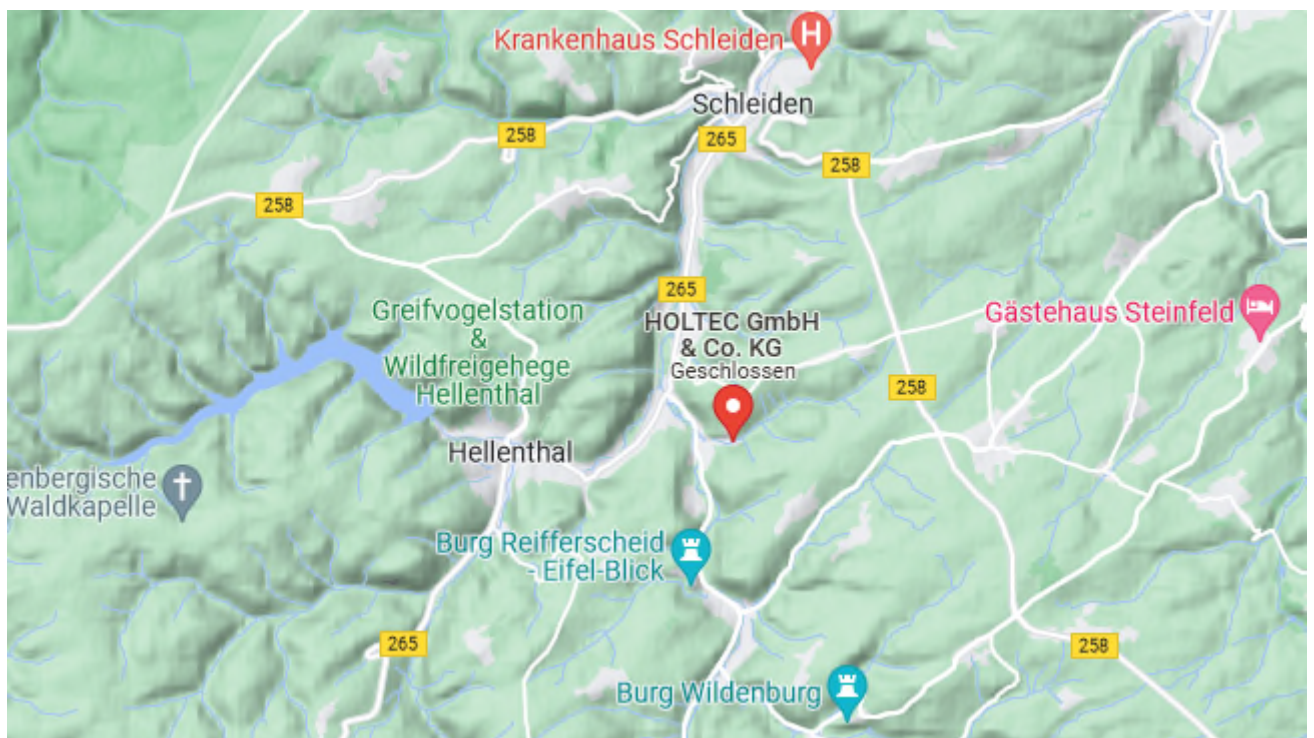 Krankenhaus Schleiden
H
Schleiden
258
265
258
258
265
Greifvogelstation
&
Wildfreigehege
Hellenthal
HOLTEC GmbH
& Co. KG
Geschlossen
Gästehaus Steinfeld
258
Hellenthal
enbergische
Waldkapelle
Burg Reifferscheid
- Eifel-Blick
265
258
Burg Wildenburg